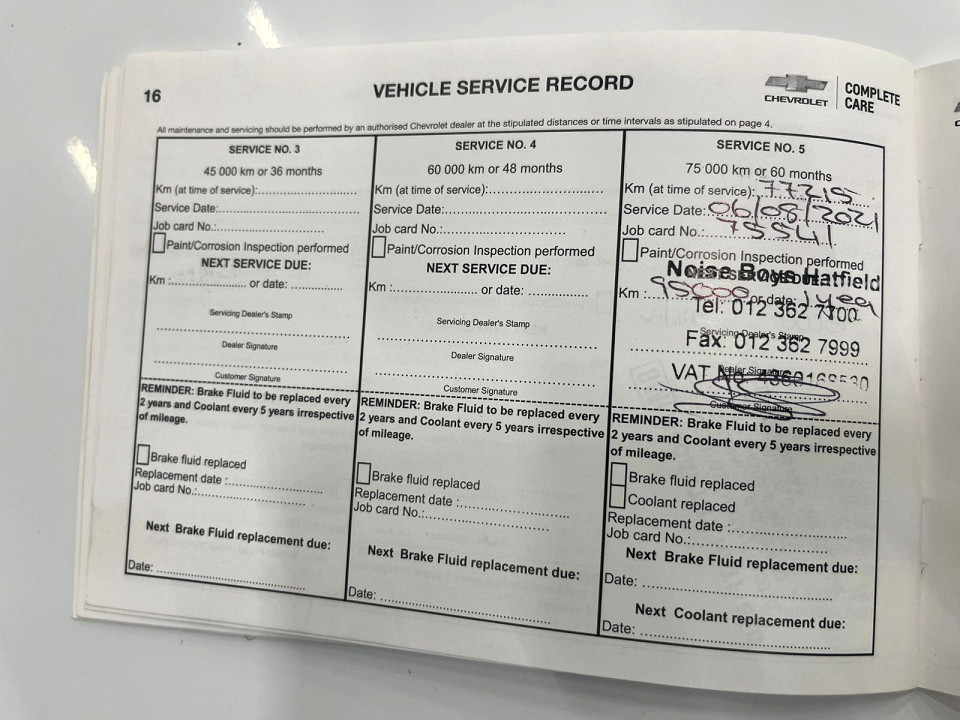 16
VEHICLE SERVICE RECORD
CHEVROLET
COMPLETE
CARE
All maintenance and servicing should be performed by an authorised Chevrolet dealer at the stipulated distances or time intervals as stipulated on page 4.
SERVICE NO. 3
45 000 km or 36 months
Km (at time of service):
Service Date:
Job card No.:
Paint/Corrosion Inspection performed
NEXT SERVICE DUE:
Km : or date:
Servicing Dealer's Stamp
Dealer Signature
Customer Signature
REMINDER: Brake Fluid to be replaced every
2 years and Coolant every 5 years irrespective
of mileage.
Brake fluid replaced
Replacement date :
Job card No.:
Next Brake Fluid replacement due:
Date:
SERVICE NO. 4
60 000 km or 48 months
Km (at time of service):
Service Date:
Job card No.:
Paint/Corrosion Inspection performed
NEXT SERVICE DUE:
Km : or date:
Servicing Dealer's Stamp
Dealer Signature
Customer Signature
REMINDER: Brake Fluid to be replaced every
2 years and Coolant every 5 years irrespective
of mileage.
Brake fluid replaced
Replacement date :
Job card No.:
Next Brake Fluid replacement due:
Date:
SERVICE NO. 5
75 000 km or 60 months
Km (at time of service): 77215
Service Date: 06/08/2021
Job card No.: 75541
Paint/Corrosion Inspection performed
Noise Boys Hatfield
Km : 95000 or date: 1 year
Tel: 012 362 7700
Servicing Dealer's Stamp
Fax: 012 362 7999
Dealer Signature
VAT No 4360168530
Customer Signature
REMINDER: Brake Fluid to be replaced every
2 years and Coolant every 5 years irrespective
of mileage.
Brake fluid replaced
Coolant replaced
Replacement date :
Job card No.:
Next Brake Fluid replacement due:
Date:
Next Coolant replacement due:
Date: